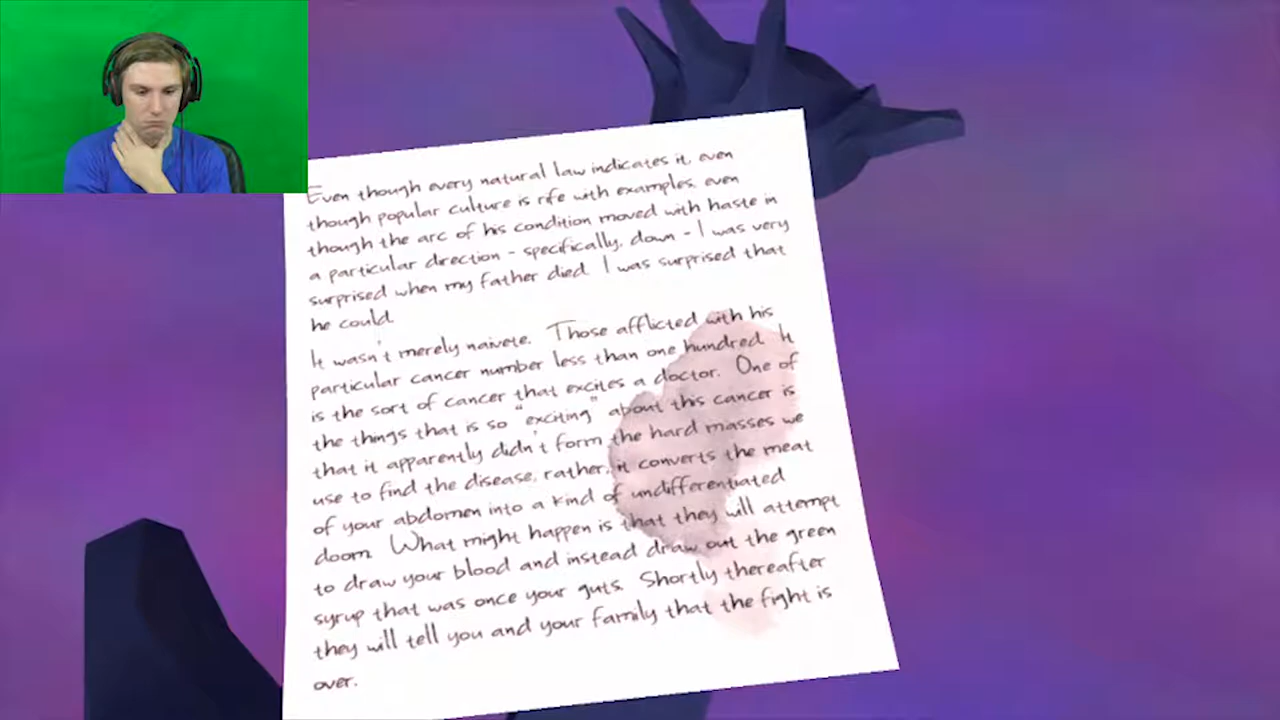 Even though every natural law indicates it, even
though popular culture is rife with examples, even
though the arc of his condition moved with haste in
a particular direction - specifically, down - I was very
surprised when my father died. I was surprised that
he could.
It wasn't merely naivete. Those afflicted with his
particular cancer number less than one hundred. It
is the sort of cancer that excites a doctor. One of
the things that is so "exciting" about this cancer is
that it apparently didn't form the hard masses we
use to find the disease, rather, it converts the meat
of your abdomen into a kind of undifferentiated
doom. What might happen is that they will attempt
to draw your blood and instead draw out the green
syrup that was once your guts. Shortly thereafter
they will tell you and your family that the fight is
over.